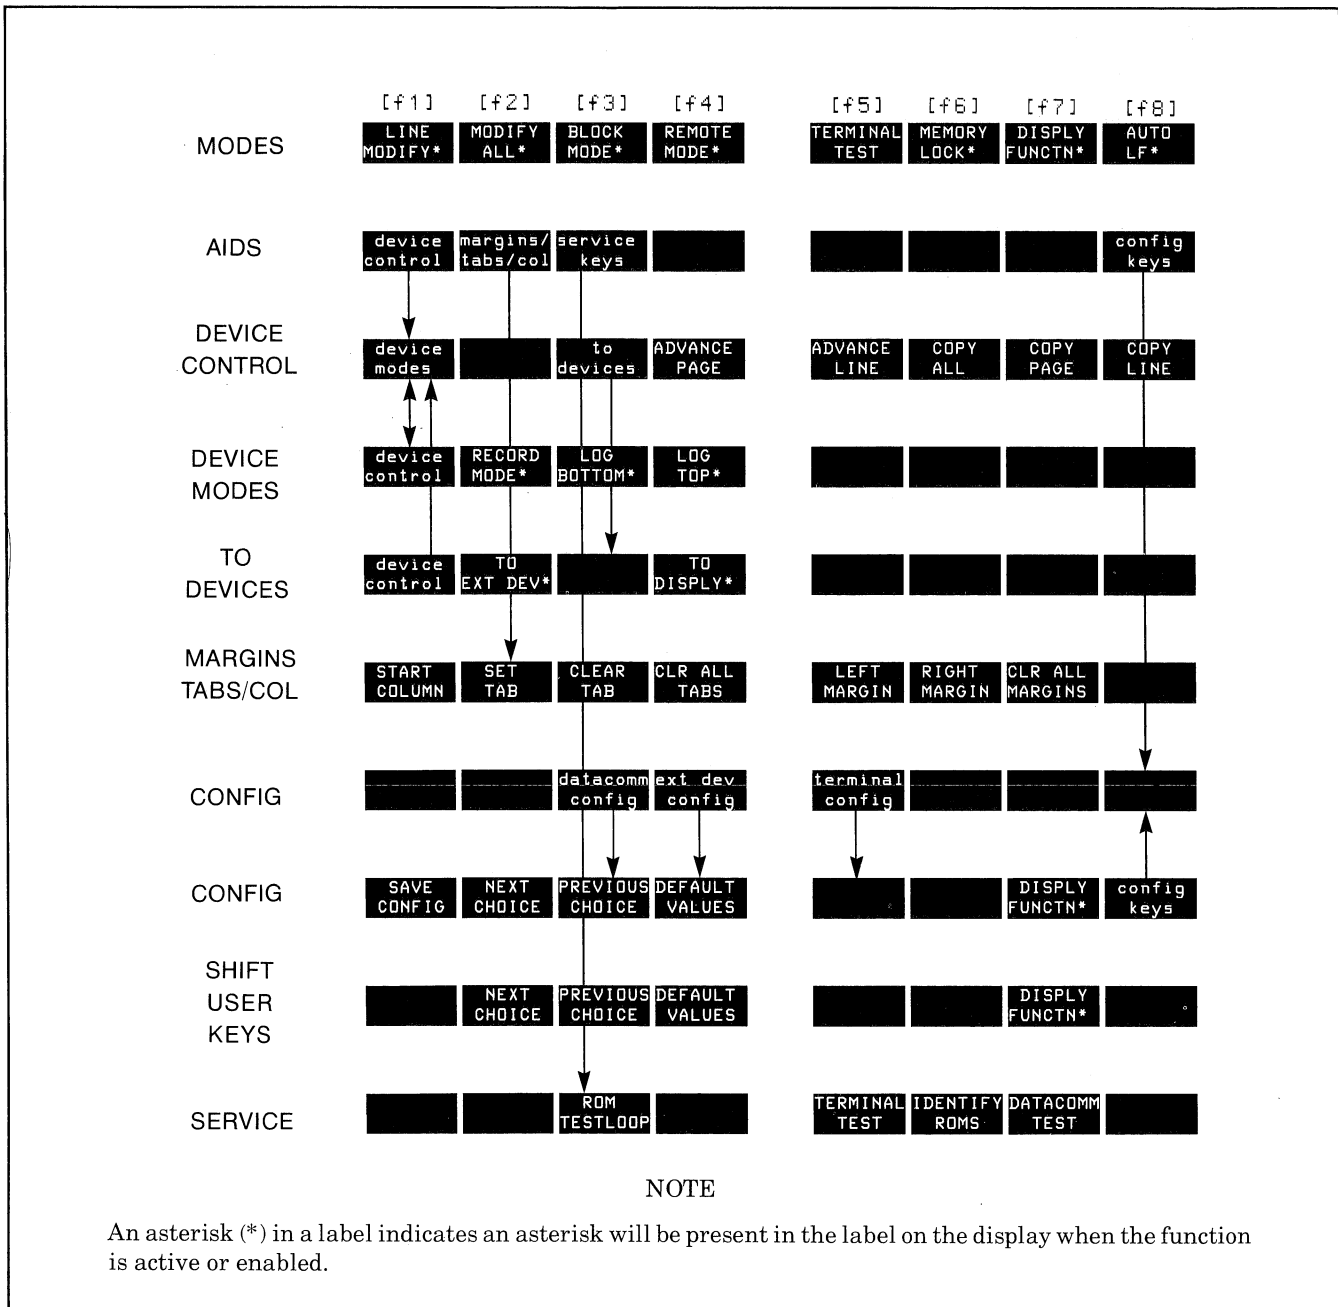 [f1] [f2] [f3] [f4] [f5] [f6] [f7] [f8]
MODES
LINE MODIFY* MODIFY ALL* BLOCK MODE* REMOTE MODE* TERMINAL TEST MEMORY LOCK* DISPLY FUNCTN* AUTO LF*
AIDS
device control margins/ tabs/col service keys config keys
DEVICE CONTROL
device modes to devices ADVANCE PAGE ADVANCE LINE COPY ALL COPY PAGE COPY LINE
DEVICE MODES
device control RECORD MODE* LOG BOTTOM* LOG TOP*
TO DEVICES
device control TO EXT DEV* TO DISPLY*
MARGINS TABS/COL
START COLUMN SET TAB CLEAR TAB CLR ALL TABS LEFT MARGIN RIGHT MARGIN CLR ALL MARGINS
CONFIG
datacomm config ext dev config terminal config
CONFIG
SAVE CONFIG NEXT CHOICE PREVIOUS CHOICE DEFAULT VALUES DISPLY FUNCTN* config keys
SHIFT USER KEYS
NEXT CHOICE PREVIOUS CHOICE DEFAULT VALUES DISPLY FUNCTN*
SERVICE
ROM TESTLOOP TERMINAL TEST IDENTIFY ROMS DATACOMM TEST
NOTE
An asterisk (*) in a label indicates an asterisk will be present in the label on the display when the function
is active or enabled.